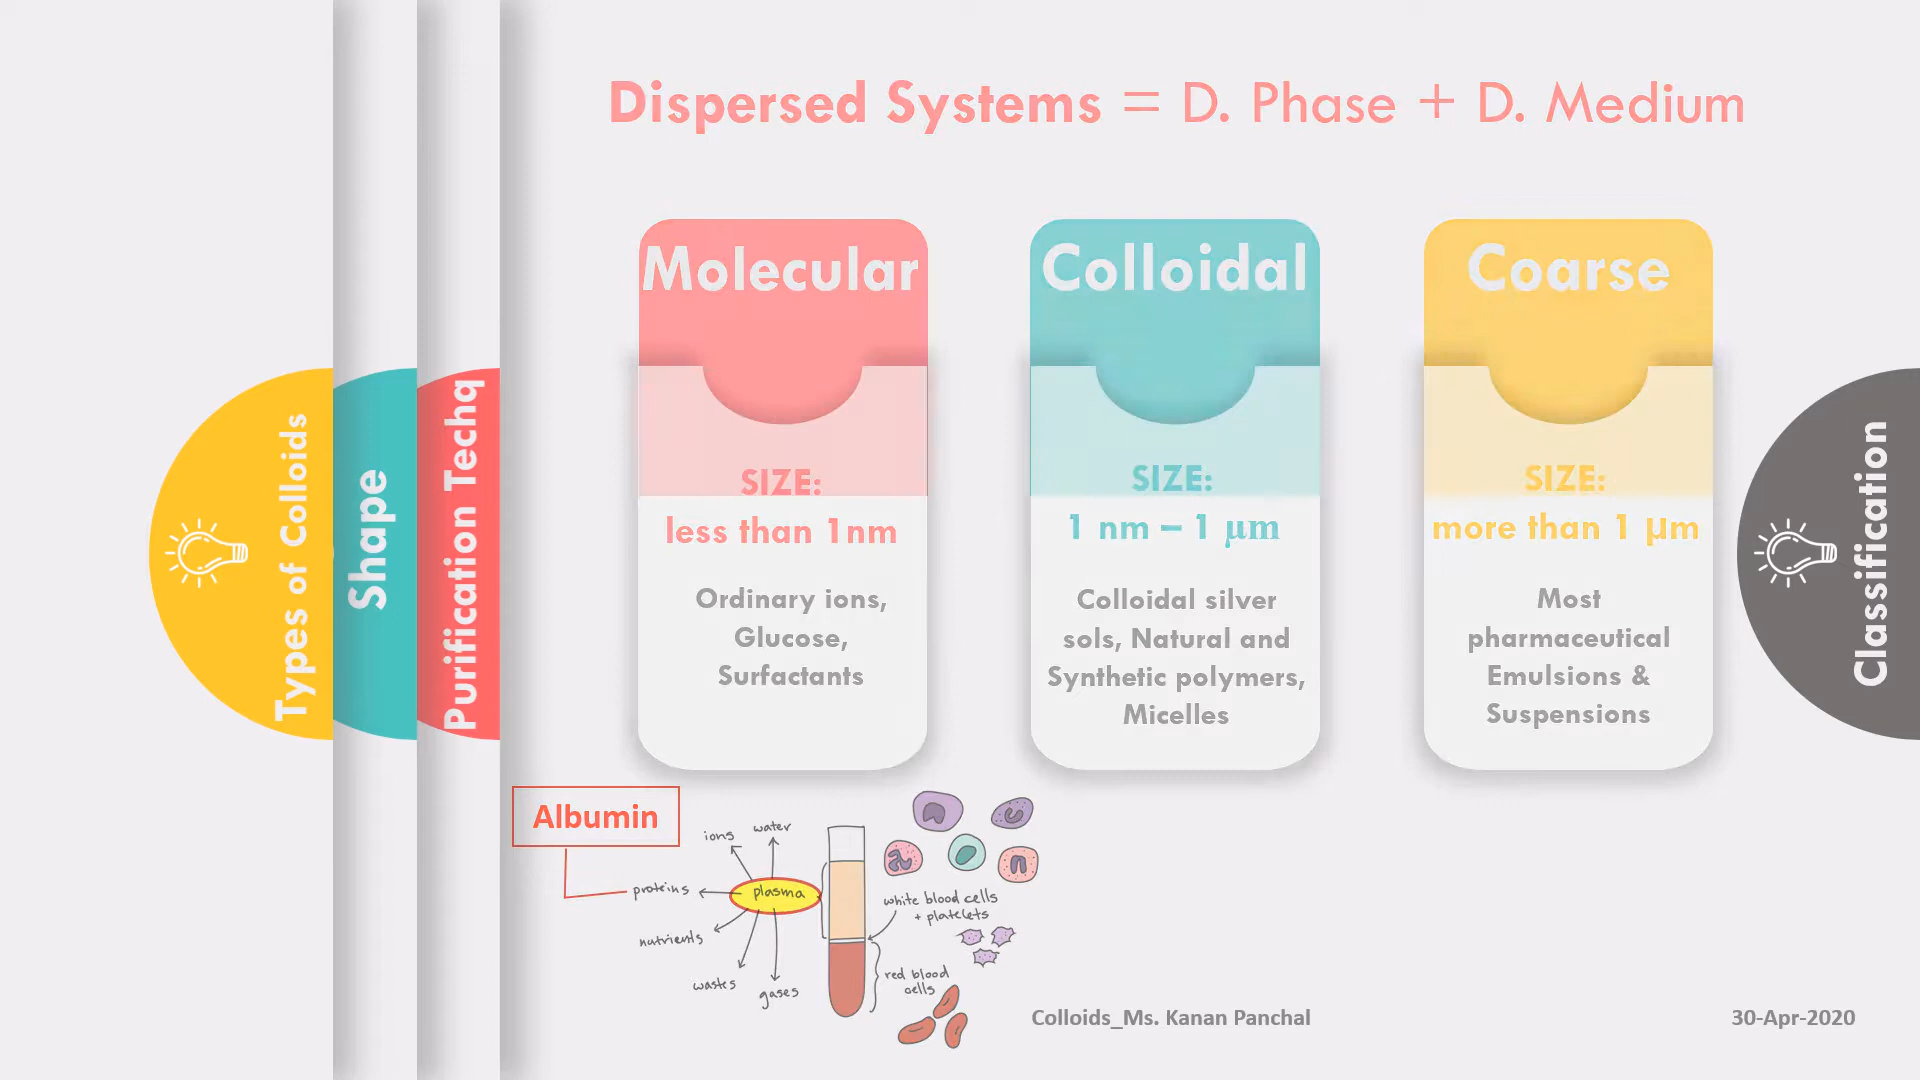 Dispersed Systems = D. Phase + D. Medium
Types of Colloids
Shape
Purification Techq
Molecular
SIZE:
less than 1nm
Ordinary ions,
Glucose,
Surfactants
Colloidal
SIZE:
1 nm – 1 µm
Colloidal silver
sols, Natural and
Synthetic polymers,
Micelles
Coarse
SIZE:
more than 1 µm
Most
pharmaceutical
Emulsions &
Suspensions
Classification
Albumin
ions
water
proteins
plasma
nutrients
wastes
gases
white blood cells
+ platelets
red blood
cells
Colloids_Ms. Kanan Panchal
30-Apr-2020